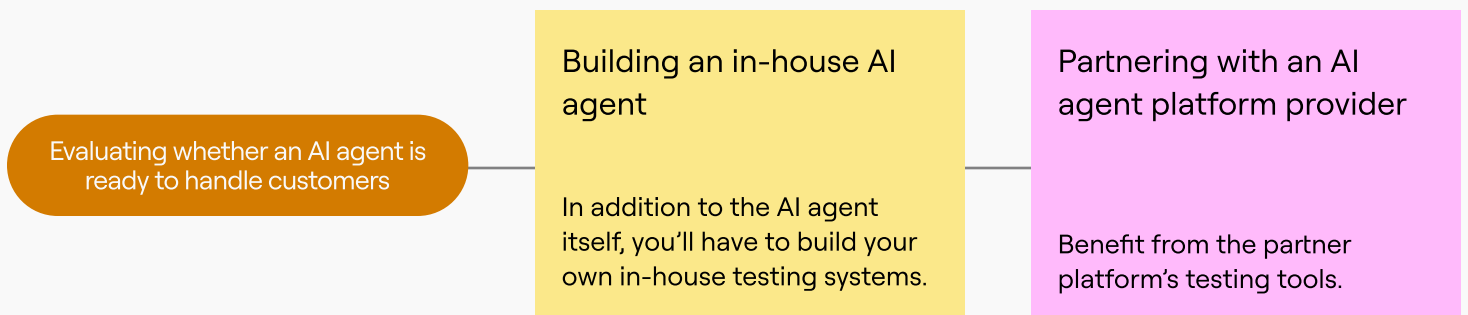 Evaluating whether an AI agent is
ready to handle customers
Building an in-house AI
agent
In addition to the AI agent
itself, you’ll have to build your
own in-house testing systems.
Partnering with an AI
agent platform provider
Benefit from the partner
platform’s testing tools.